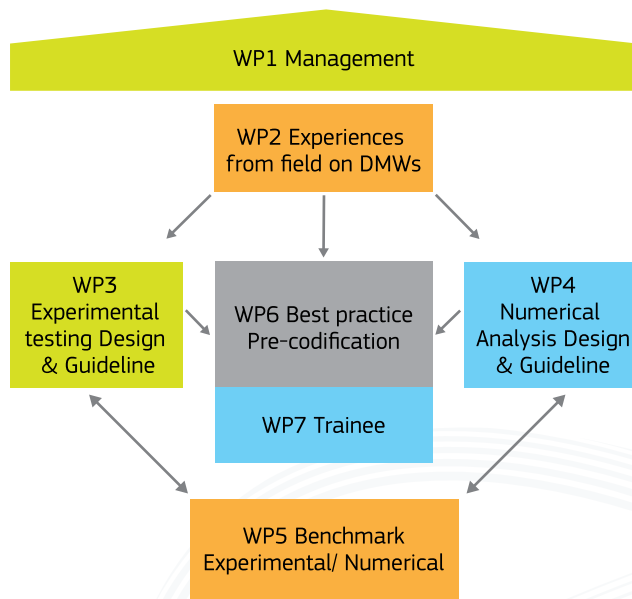 WP1 Management
WP2 Experiences
from field on DMWs
WP3
Experimental
testing Design
& Guideline
WP6 Best practice
Pre-codification
WP4
Numerical
Analysis Design
& Guideline
WP7 Trainee
WP5 Benchmark
Experimental/ Numerical